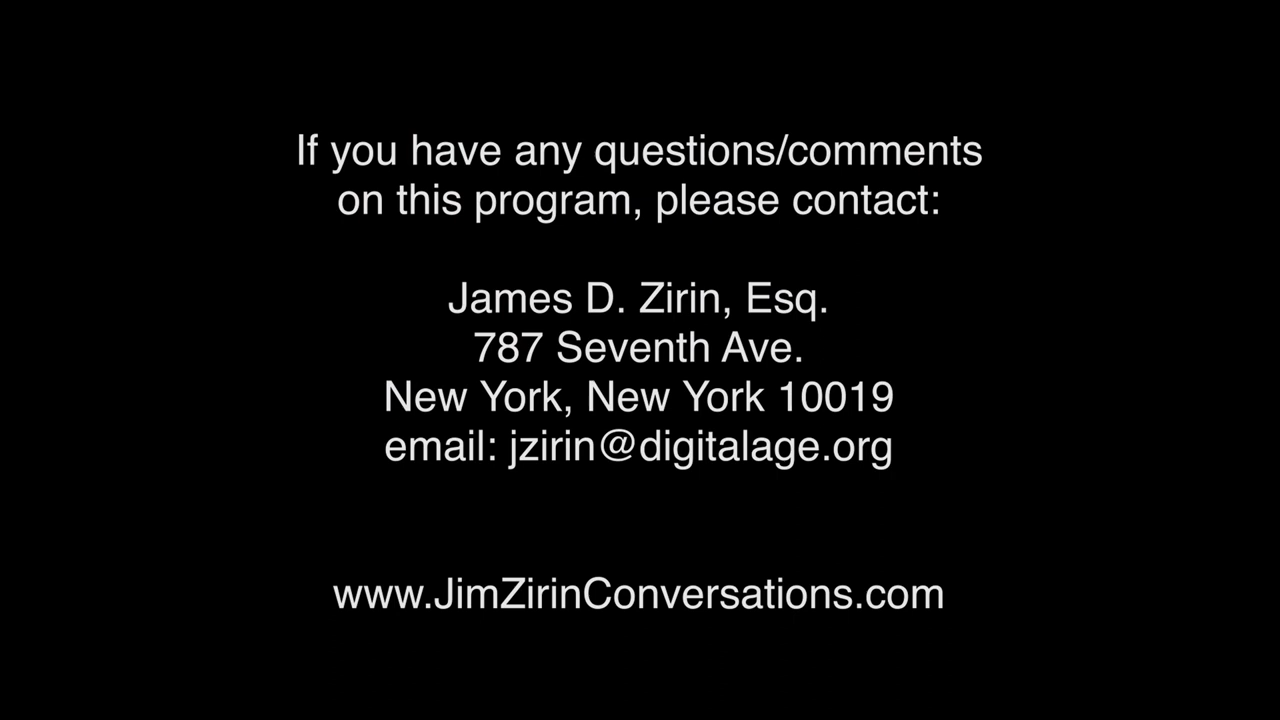 If you have any questions/comments
on this program, please contact:
James D. Zirin, Esq.
787 Seventh Ave.
New York, New York 10019
email: jzirin@digitalage.org
www.JimZirinConversations.com